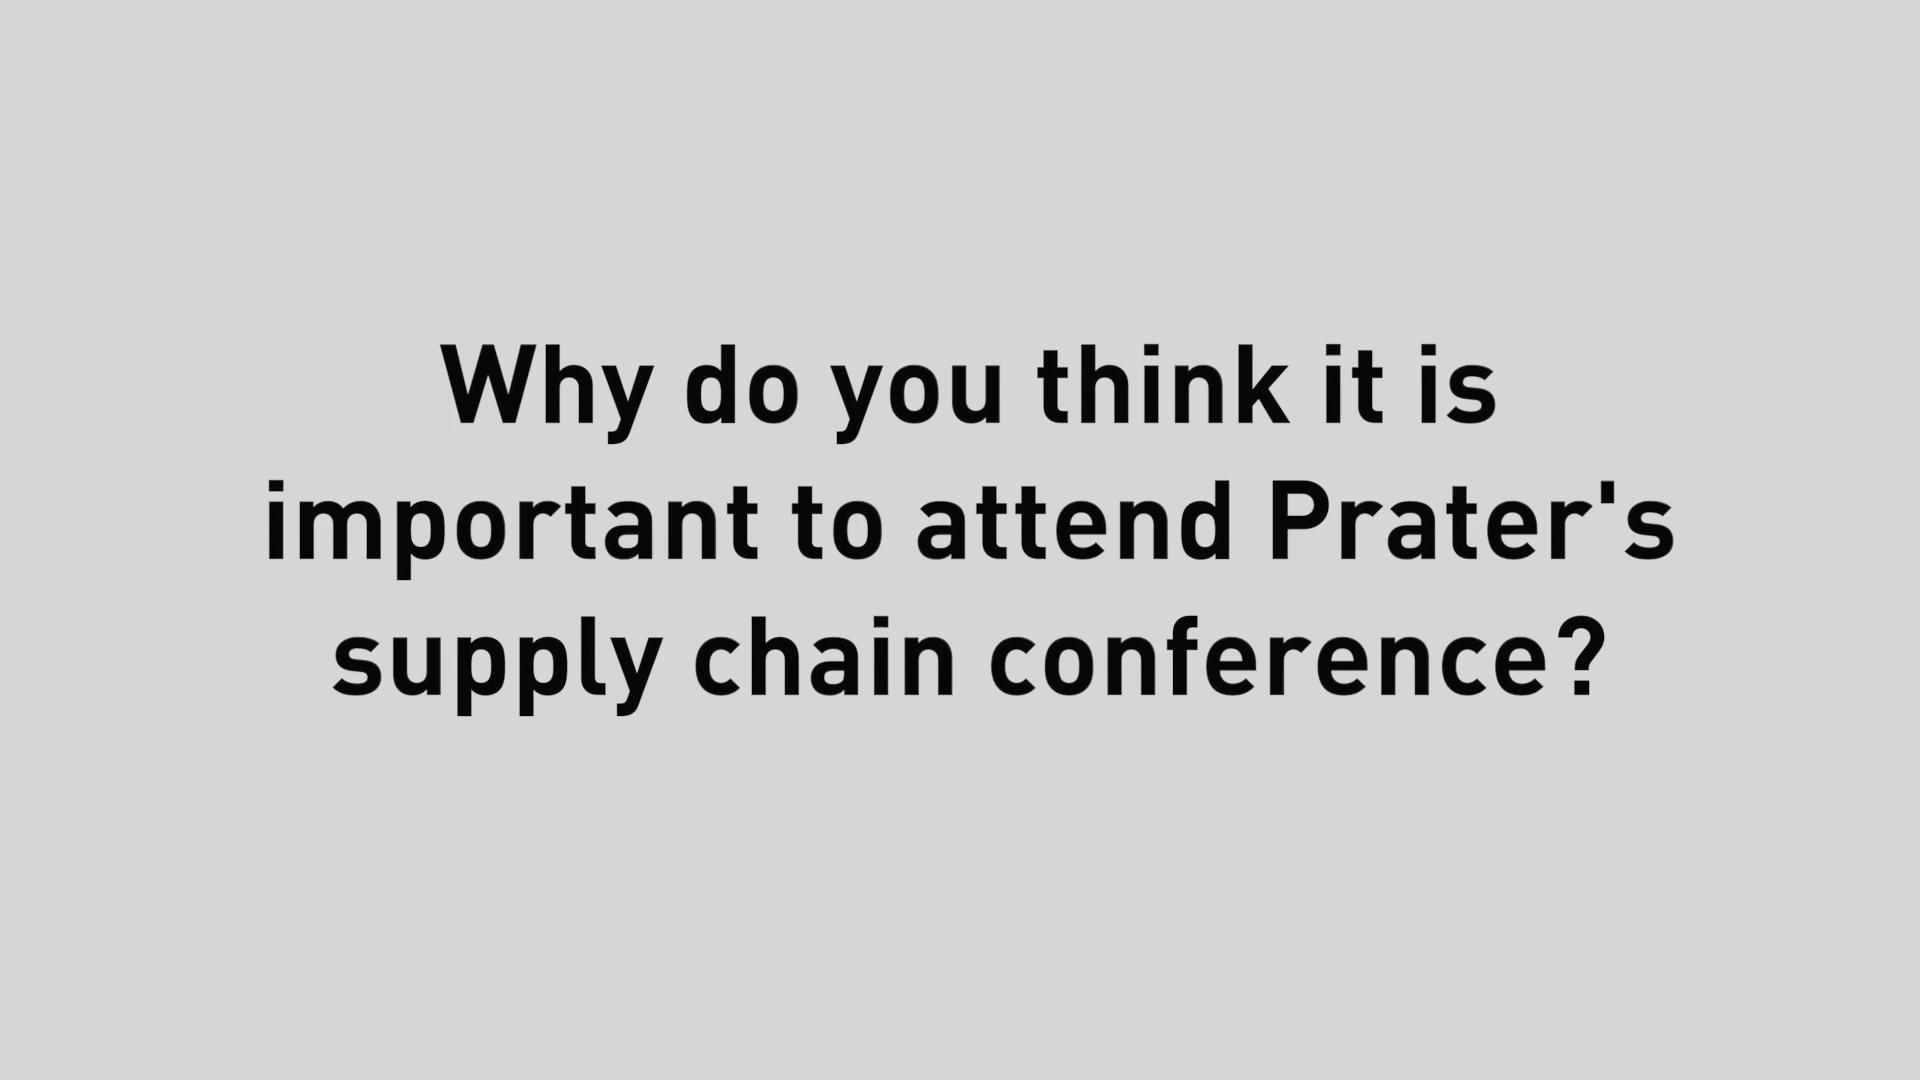 Why do you think it is
important to attend Prater's
supply chain conference?